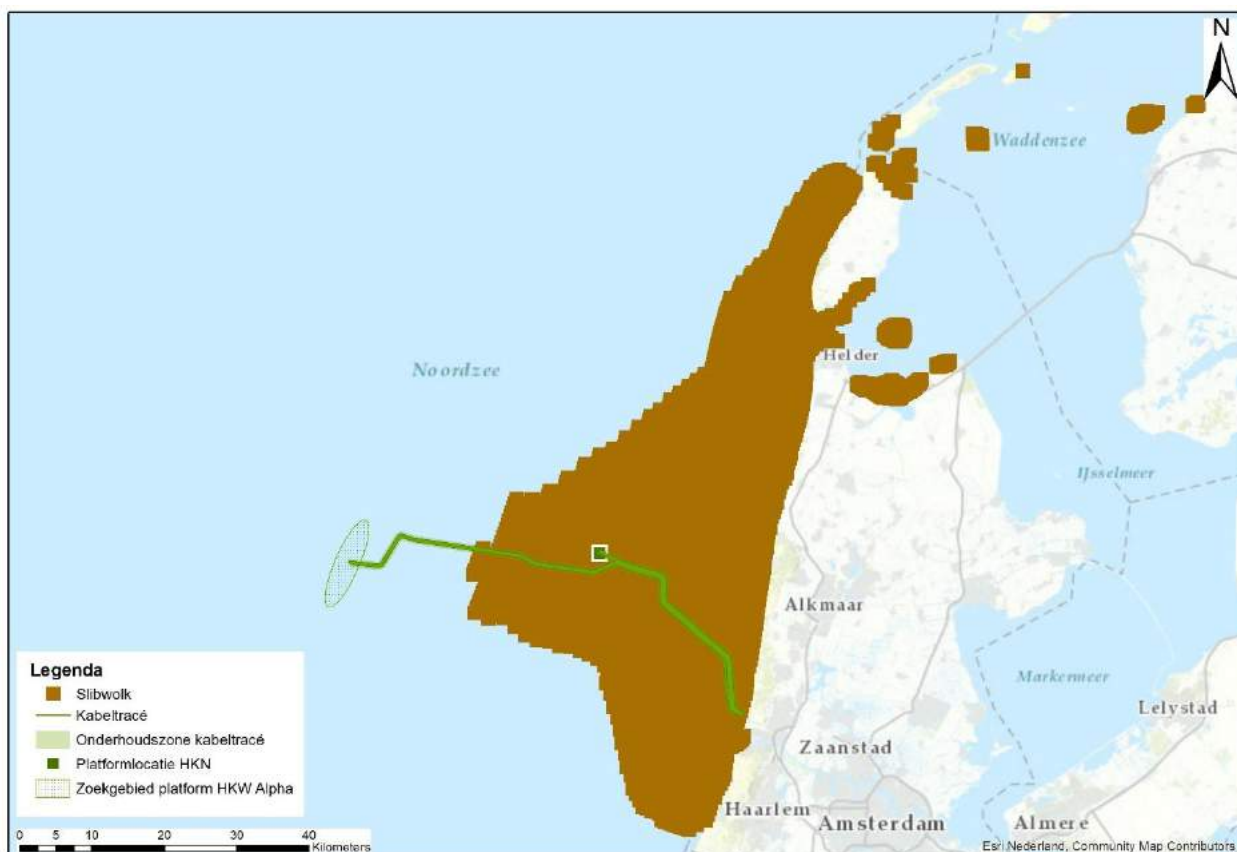 N
Waddenzee
Noordzee
Helder
IJsselmeer
Alkmaar
Markermeer
Lelystad
Zaanstad
Haarlem
Amsterdam
Almere
Legenda
Slibwolk
Kabeltracé
Onderhoudszone kabeltracé
Platformlocatie HKN
Zoekgebied platform HKW Alpha
0 5 10 20 30 40
Kilometers
Esri Nederland, Community Map Contributors